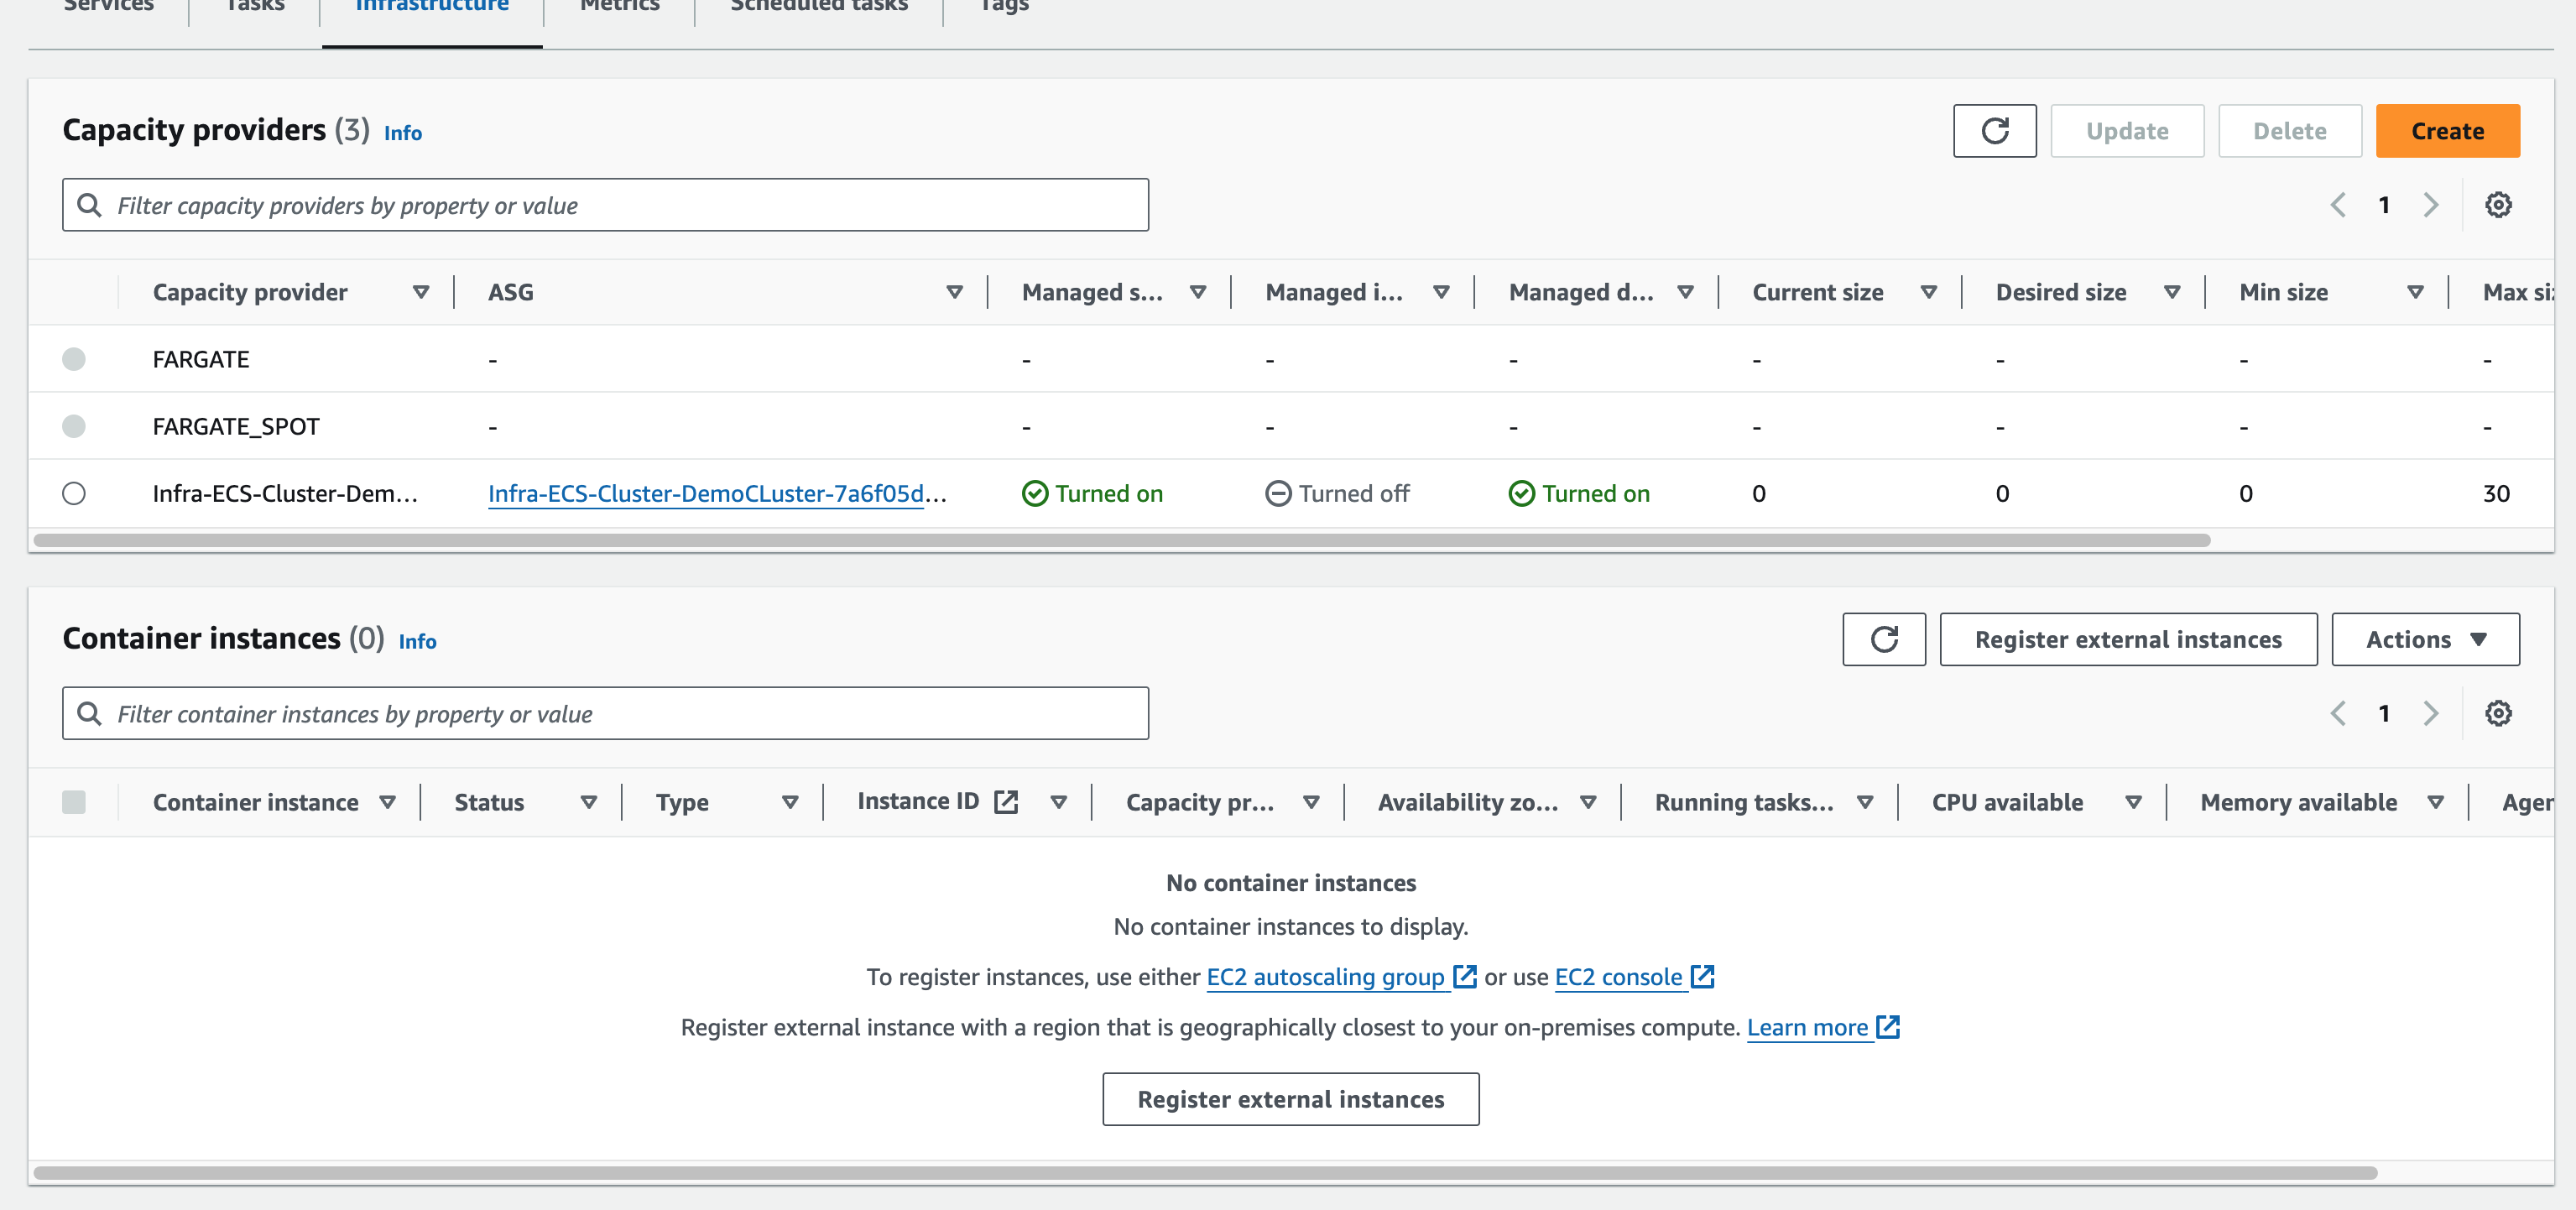 Services Tasks Infrastructure Metrics Scheduled tasks Tags
Capacity providers (3) Info Update Delete Create
Filter capacity providers by property or value 1
Capacity provider ASG Managed s... Managed i... Managed d... Current size Desired size Min size Max si
FARGATE - - - - - - - -
FARGATE_SPOT - - - - - - - -
Infra-ECS-Cluster-Dem... Infra-ECS-Cluster-DemoCLuster-7a6f05d... Turned on Turned off Turned on 0 0 0 30
Container instances (0) Info Register external instances Actions
Filter container instances by property or value 1
Container instance Status Type Instance ID Capacity pr... Availability zo... Running tasks... CPU available Memory available Agen
No container instances
No container instances to display.
To register instances, use either EC2 autoscaling group or use EC2 console
Register external instance with a region that is geographically closest to your on-premises compute. Learn more
Register external instances